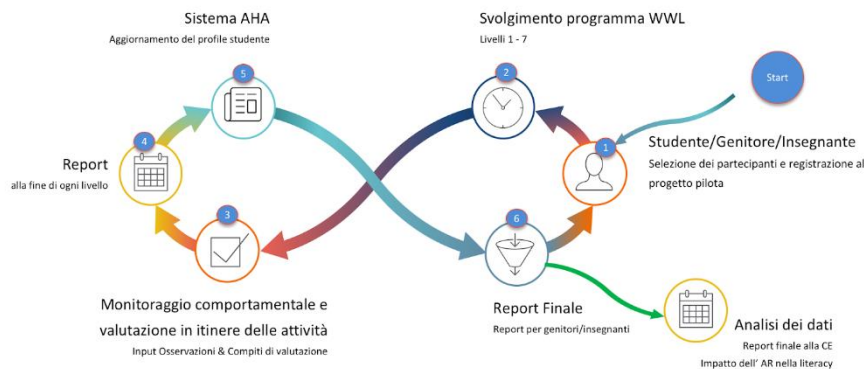 Sistema AHA
Aggiornamento del profile studente
Svolgimento programma WWL
Livelli 1 - 7
Start
5
2
4
1
Report
alla fine di ogni livello
Studente/Genitore/Insegnante
Selezione dei partecipanti e registrazione al
progetto pilota
3
6
Monitoraggio comportamentale e
valutazione in itinere delle attività
Input Osservazioni & Compiti di valutazione
Report Finale
Report per genitori/insegnanti
Analisi dei dati
Report finale alla CE
Impatto dell’ AR nella literacy